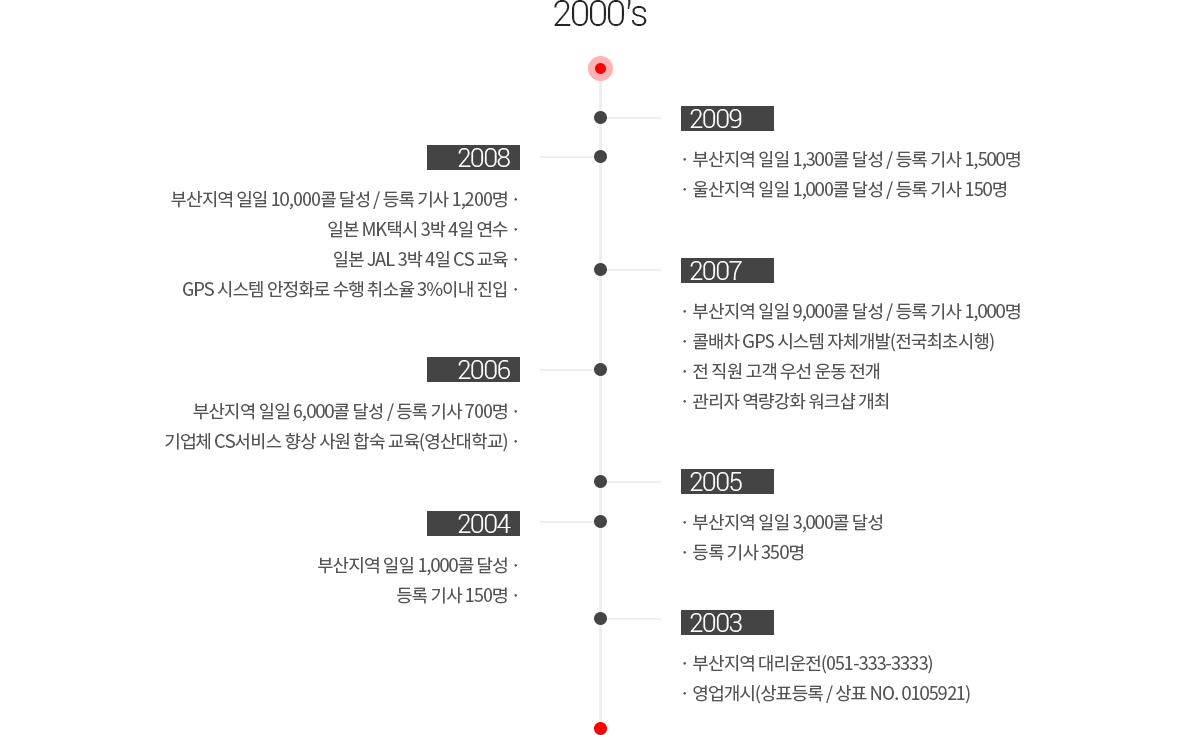 2000's
2009
· 부산지역 일일 1,300콜 달성 / 등록 기사 1,500명
· 울산지역 일일 1,000콜 달성 / 등록 기사 150명
2008
부산지역 일일 10,000콜 달성 / 등록 기사 1,200명 ·
일본 MK택시 3박 4일 연수 ·
일본 JAL 3박 4일 CS 교육 ·
GPS 시스템 안정화로 수행 취소율 3%이내 진입 ·
2007
· 부산지역 일일 9,000콜 달성 / 등록 기사 1,000명
· 콜배차 GPS 시스템 자체개발(전국최초시행)
· 전 직원 고객 우선 운동 전개
· 관리자 역량강화 워크샵 개최
2006
부산지역 일일 6,000콜 달성 / 등록 기사 700명 ·
기업체 CS서비스 향상 사원 합숙 교육(영산대학교) ·
2005
· 부산지역 일일 3,000콜 달성
· 등록 기사 350명
2004
부산지역 일일 1,000콜 달성 ·
등록 기사 150명 ·
2003
· 부산지역 대리운전(051-333-3333)
· 영업개시(상표등록 / 상표 NO. 0105921)